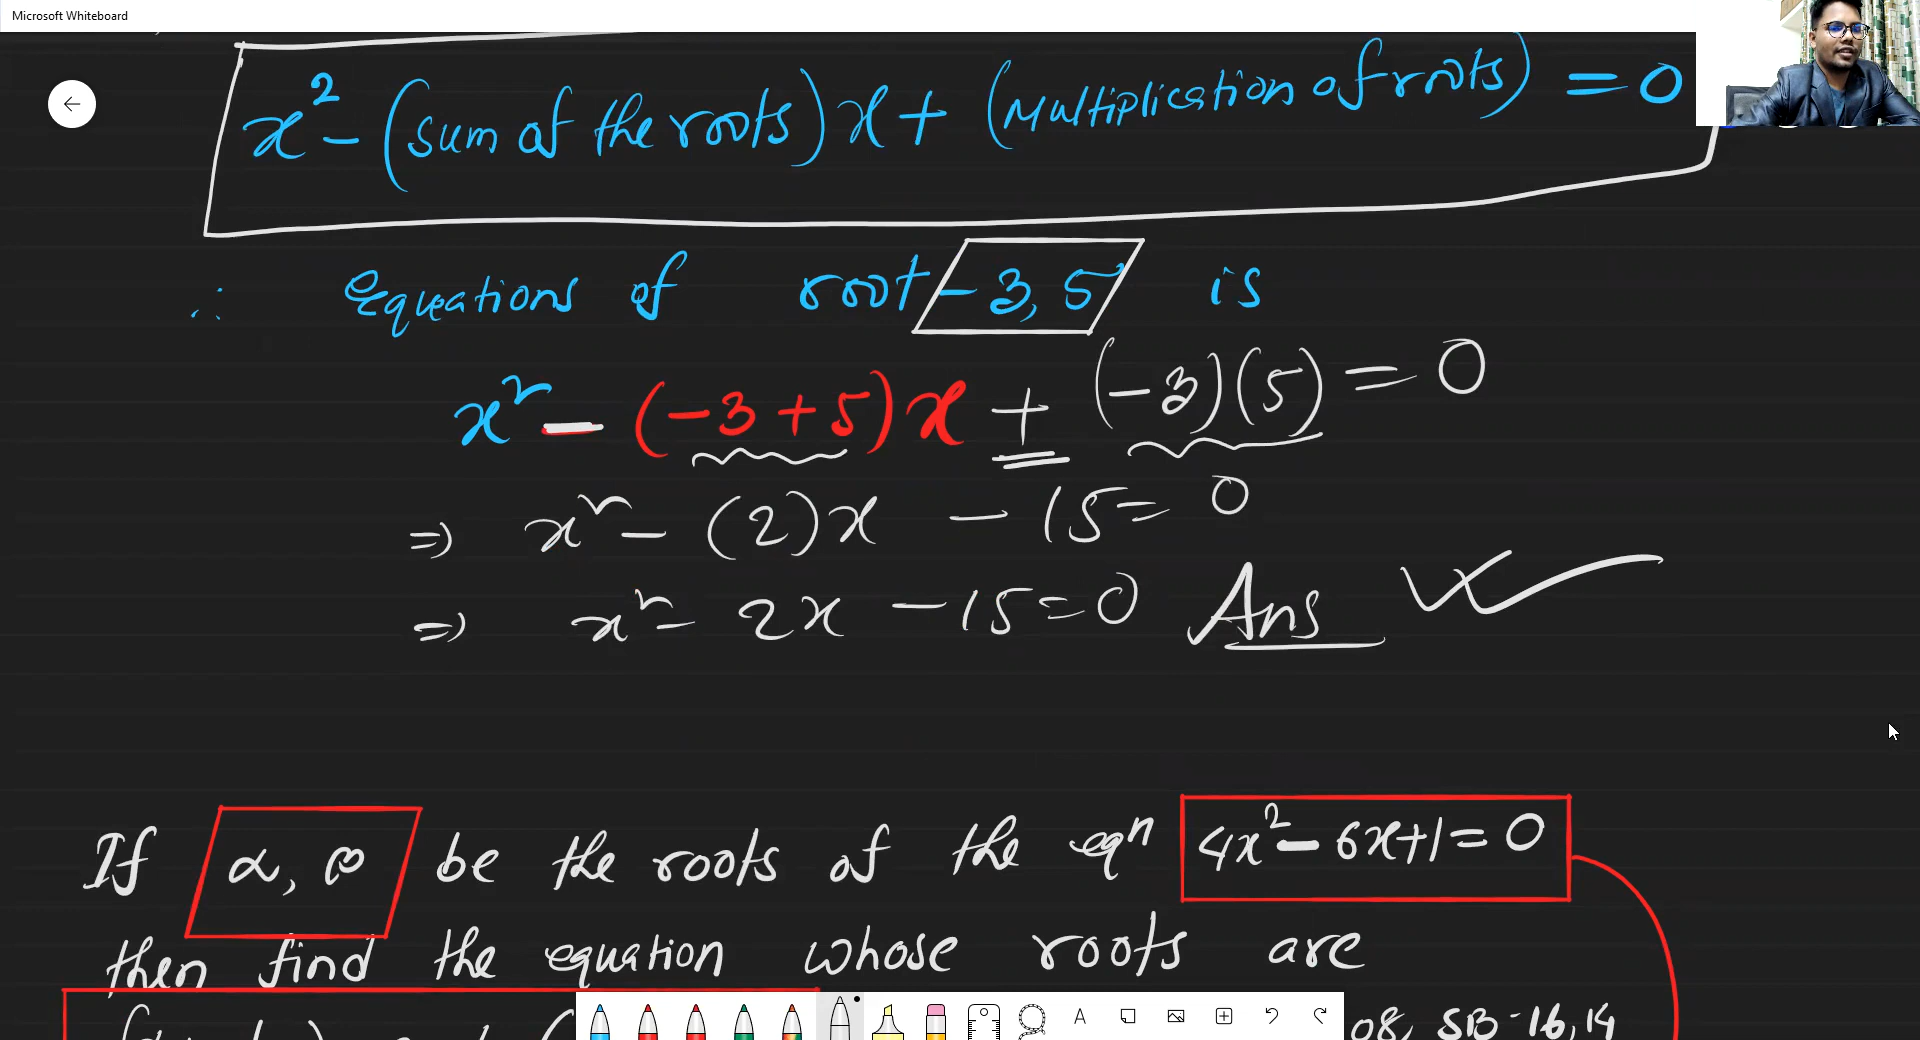 Microsoft Whiteboard
x² - (sum of the roots) x + (Multiplication of roots) = 0
∴ Equations of root -3, 5 is
x² - (-3+5) x + (-3)(5) = 0
⇒ x² - (2)x - 15 = 0
⇒ x² - 2x - 15 = 0 Ans
If α, β be the roots of the eqn 4x² - 6x + 1 = 0
then find the equation whose roots are
08, SB-16, 14